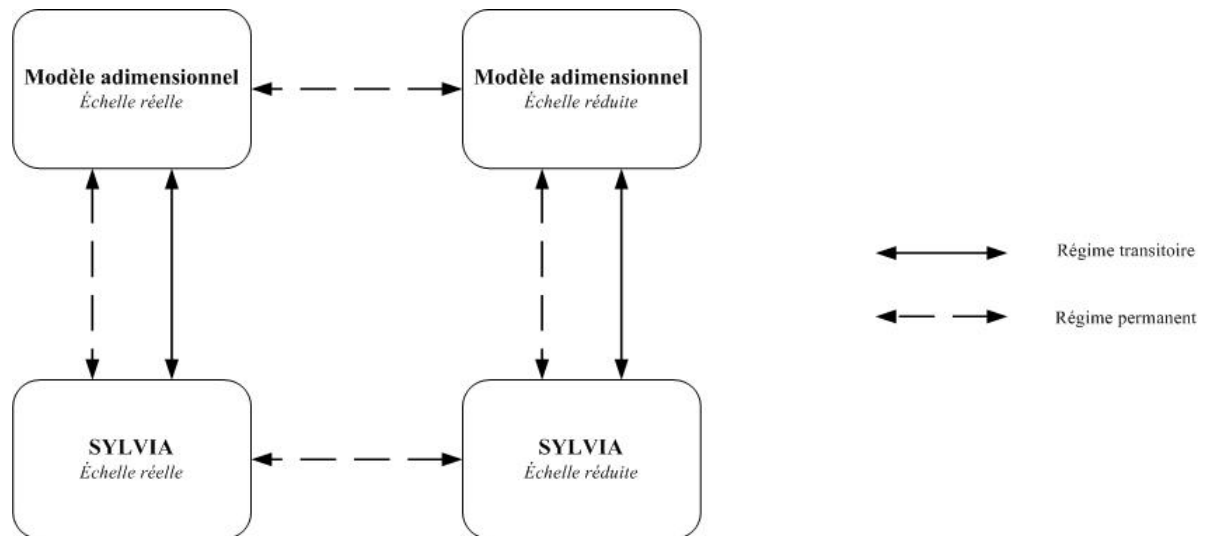 Modèle adimensionnel
Échelle réelle
Modèle adimensionnel
Échelle réduite
Régime transitoire
Régime permanent
SYLVIA
Échelle réelle
SYLVIA
Échelle réduite